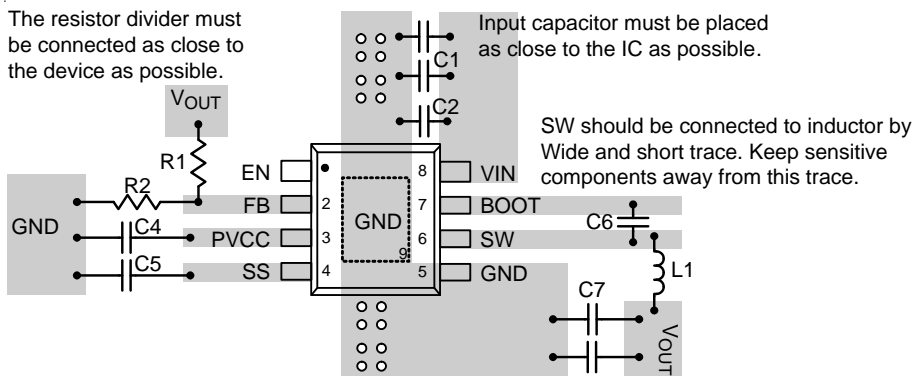 The resistor divider must
be connected as close to
the device as possible.
Input capacitor must be placed
as close to the IC as possible.
C1
C2
VOUT
R1
SW should be connected to inductor by
Wide and short trace. Keep sensitive
components away from this trace.
EN
8
VIN
R2
FB
2
7
BOOT
GND
GND
C6
C4
PVCC
3
6
SW
9
C5
SS
4
5
GND
L1
C7
VOUT